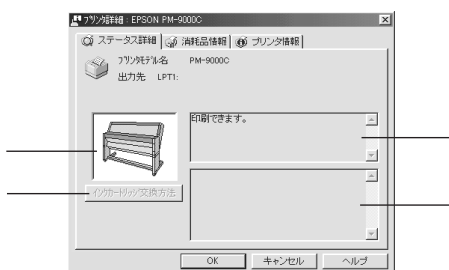 プリンタ詳細 : EPSON PM-9000C
ステータス詳細 消耗品情報 プリンタ情報
プリンタモデル名 PM-9000C
出力先 LPT1:
印刷できます。
インクカートリッジ交換方法
OK キャンセル ヘルプ